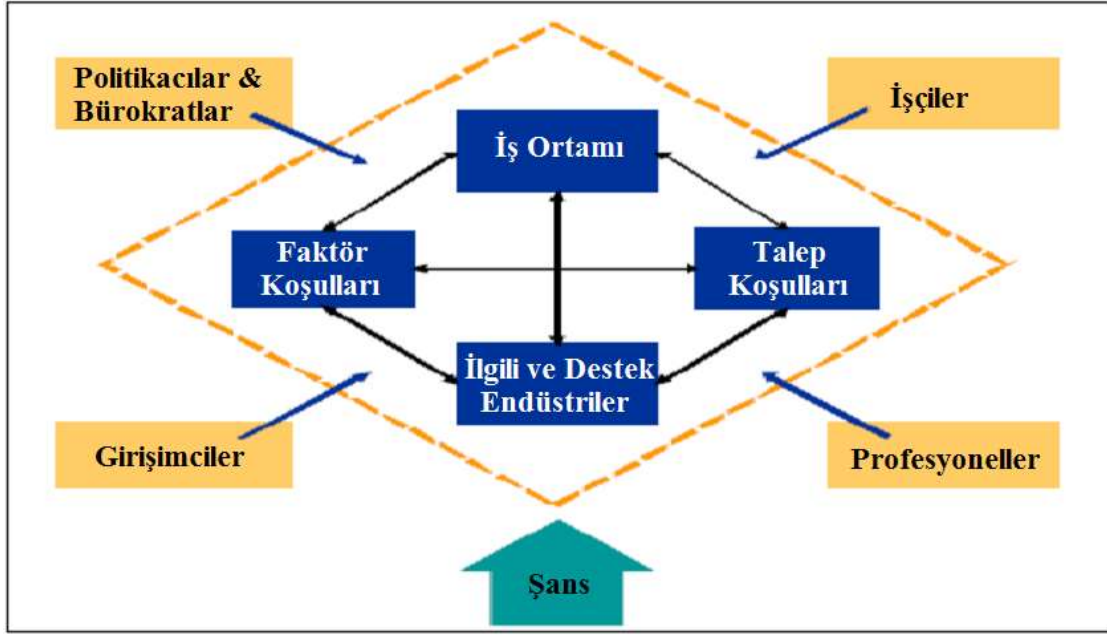 Politikacılar &
Bürokratlar
İşçiler
İş Ortamı
Faktör
Koşulları
Talep
Koşulları
İlgili ve Destek
Endüstriler
Girişimciler
Profesyoneller
Şans